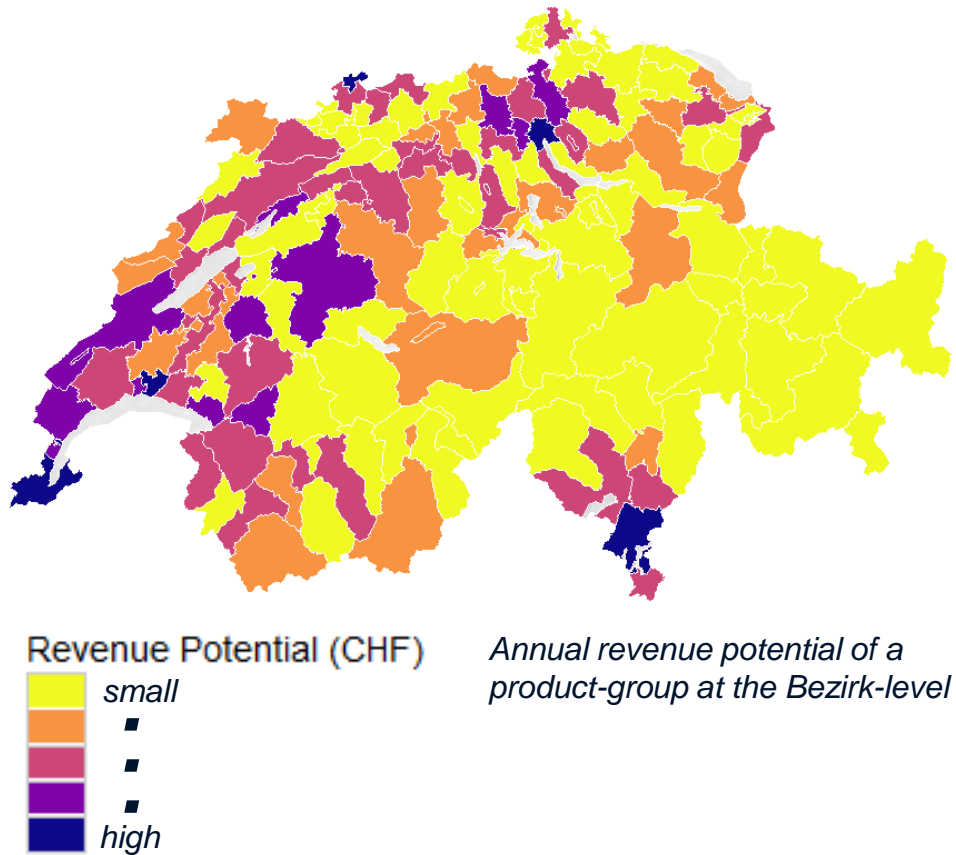 Revenue Potential (CHF)
small
high
Annual revenue potential of a
product-group at the Bezirk-level